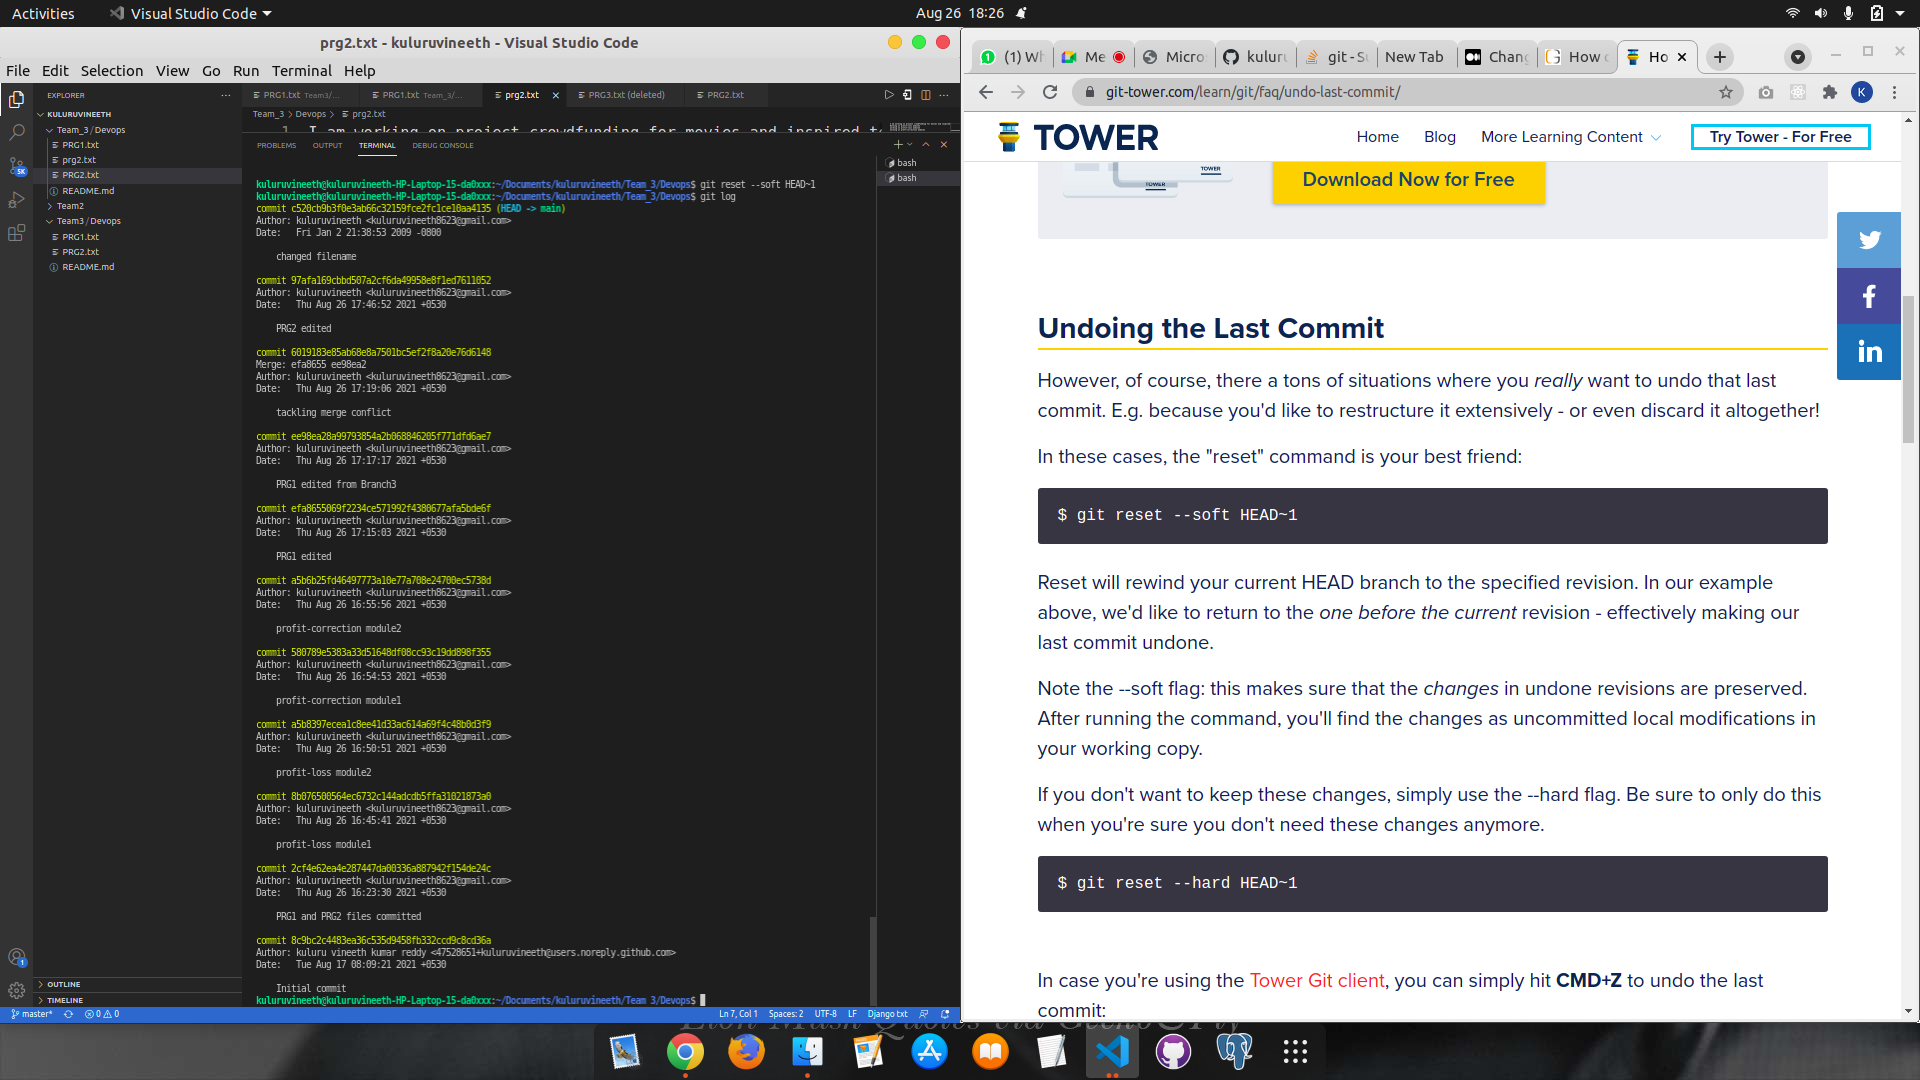 Activities
Visual Studio Code
Aug 26 18:26
prg2.txt - kuluruvineeth - Visual Studio Code
File Edit Selection View Go Run Terminal Help
EXPLORER
KULURUVINEETH
Team_3 / Devops
PRG1.txt
prg2.txt
PRG2.txt
README.md
Team2
Team3 / Devops
PRG1.txt
PRG2.txt
README.md
OUTLINE
TIMELINE
5K
1
PRG1.txt Team3/...
PRG1.txt Team_3/...
prg2.txt
PRG3.txt (deleted)
PRG2.txt
Team_3 > Devops > prg2.txt
1 I am working on project crowdfunding for movies and inspired
PROBLEMS OUTPUT TERMINAL DEBUG CONSOLE
bash
bash
kuluruvineeth@kuluruvineeth-HP-Laptop-15-da0xxx:~/Documents/kuluruvineeth/Team_3/Devops$ git reset --soft HEAD~1
kuluruvineeth@kuluruvineeth-HP-Laptop-15-da0xxx:~/Documents/kuluruvineeth/Team_3/Devops$ git log
commit c520cb9b3f0e3ab66c32159fce2fc1ce10aa4135 (HEAD -> main)
Author: kuluruvineeth <kuluruvineeth8623@gmail.com>
Date: Fri Jan 2 21:38:53 2009 -0800
changed filename
commit 97afa169cbbd507a2cf6da49958e8f1ed7611052
Author: kuluruvineeth <kuluruvineeth8623@gmail.com>
Date: Thu Aug 26 17:46:52 2021 +0530
PRG2 edited
commit 6019183e85ab68e8a7501bc5ef2f8a20e76d6148
Merge: efa8655 ee98ea2
Author: kuluruvineeth <kuluruvineeth8623@gmail.com>
Date: Thu Aug 26 17:19:06 2021 +0530
tackling merge conflict
commit ee98ea28a99793854a2b068846205f771dfd6ae7
Author: kuluruvineeth <kuluruvineeth8623@gmail.com>
Date: Thu Aug 26 17:17:17 2021 +0530
PRG1 edited from Branch3
commit efa8655069f2234ce571992f4380677afa5bde6f
Author: kuluruvineeth <kuluruvineeth8623@gmail.com>
Date: Thu Aug 26 17:15:03 2021 +0530
PRG1 edited
commit a5b6b25fd46497773a10e77a708e24700ec5738d
Author: kuluruvineeth <kuluruvineeth8623@gmail.com>
Date: Thu Aug 26 16:55:56 2021 +0530
profit-correction module2
commit 580789e5383a33d51648df08cc93c19dd898f355
Author: kuluruvineeth <kuluruvineeth8623@gmail.com>
Date: Thu Aug 26 16:54:53 2021 +0530
profit-correction module1
commit a5b8397ecea1c8ee41d33ac614a69f4c48b0d3f9
Author: kuluruvineeth <kuluruvineeth8623@gmail.com>
Date: Thu Aug 26 16:50:51 2021 +0530
profit-loss module2
commit 8b076500564ec6732c144adcdb5ffa31021873a0
Author: kuluruvineeth <kuluruvineeth8623@gmail.com>
Date: Thu Aug 26 16:45:41 2021 +0530
profit-loss module1
commit 2cf4e62ea4e287447da00336a887942f154de24c
Author: kuluruvineeth <kuluruvineeth8623@gmail.com>
Date: Thu Aug 26 16:23:30 2021 +0530
PRG1 and PRG2 files committed
commit 8c9bc2c4483ea36c535d9458fb332ccd9c8cd36a
Author: kuluru vineeth kumar reddy <47528651+kuluruvineeth@users.noreply.github.com>
Date: Tue Aug 17 08:09:21 2021 +0530
Initial commit
kuluruvineeth@kuluruvineeth-HP-Laptop-15-da0xxx:~/Documents/kuluruvineeth/Team_3/Devops$
master* 0 0 Ln 7, Col 1 Spaces: 2 UTF-8 LF Django txt
(1) Wh
Me
Micro
kuluru
git - S
New Tab
Chang
How c
Ho
git-tower.com/learn/git/faq/undo-last-commit/
K
TOWER
Home Blog More Learning Content
Try Tower - For Free
TOWER
TOWER
Download Now for Free
Undoing the Last Commit
However, of course, there a tons of situations where you really want to undo that last
commit. E.g. because you'd like to restructure it extensively - or even discard it altogether!
In these cases, the "reset" command is your best friend:
$ git reset --soft HEAD~1
Reset will rewind your current HEAD branch to the specified revision. In our example
above, we'd like to return to the one before the current revision - effectively making our
last commit undone.
Note the --soft flag: this makes sure that the changes in undone revisions are preserved.
After running the command, you'll find the changes as uncommitted local modifications in
your working copy.
If you don't want to keep these changes, simply use the --hard flag. Be sure to only do this
when you're sure you don't need these changes anymore.
$ git reset --hard HEAD~1
In case you're using the Tower Git client, you can simply hit CMD+Z to undo the last
commit: